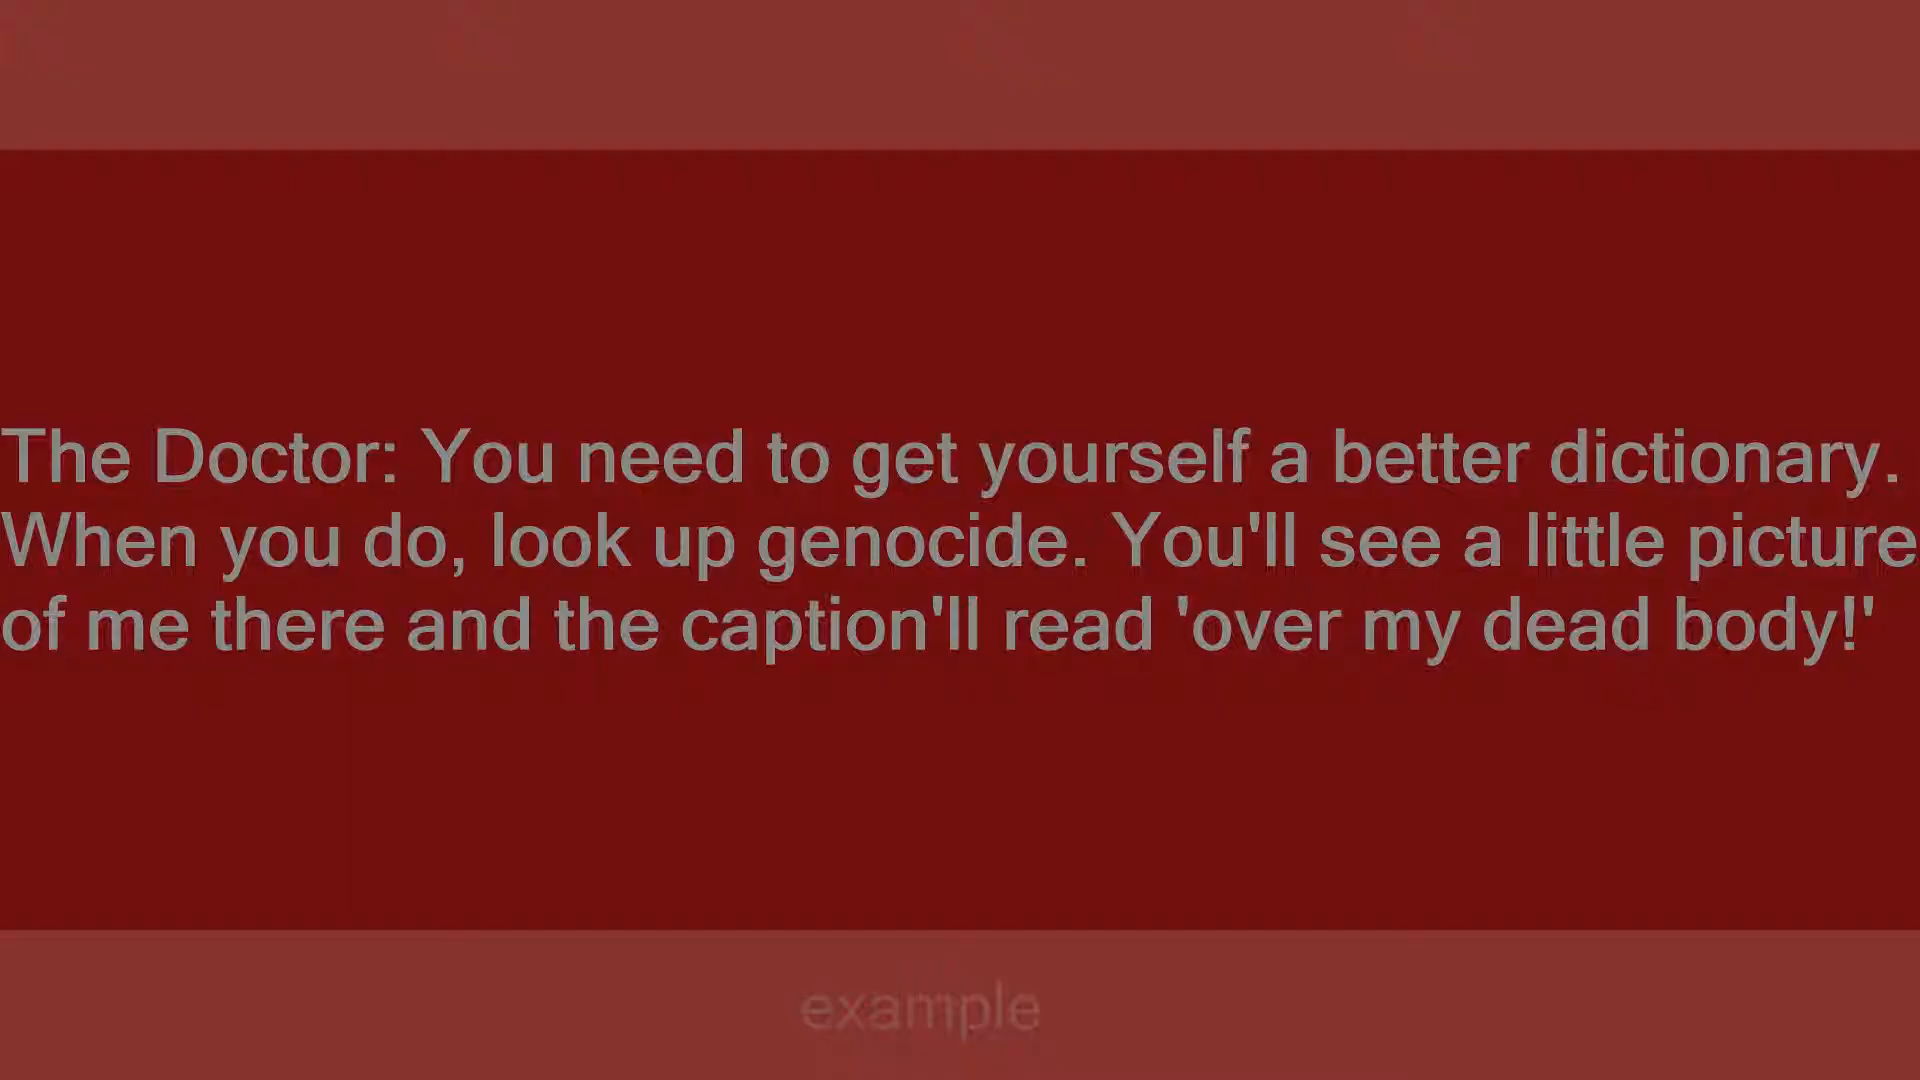 The Doctor: You need to get yourself a better dictionary.
When you do, look up genocide. You'll see a little picture
of me there and the caption'll read 'over my dead body!'
example